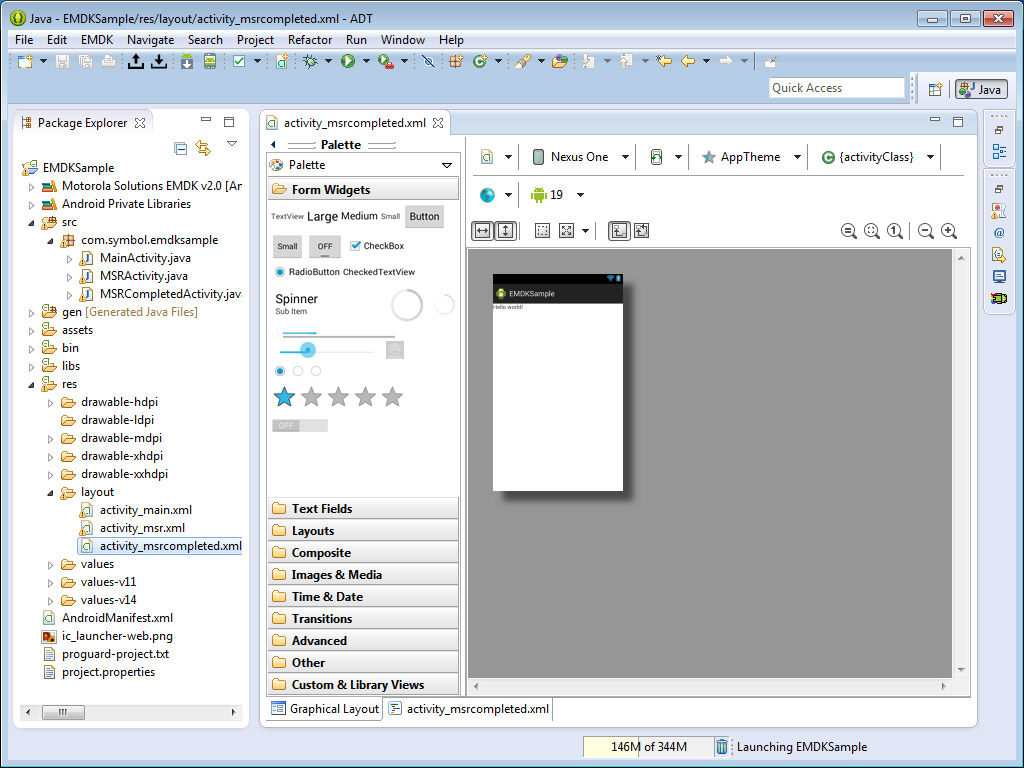 Java - EMDKSample/res/layout/activity_msrcompleted.xml - ADT
File Edit EMDK Navigate Search Project Refactor Run Window Help
Quick Access
Java
Package Explorer
EMDKSample
Motorola Solutions EMDK v2.0 [An
Android Private Libraries
src
com.symbol.emdksample
MainActivity.java
MSRActivity.java
MSRCompletedActivity.java
gen [Generated Java Files]
assets
bin
libs
res
drawable-hdpi
drawable-ldpi
drawable-mdpi
drawable-xhdpi
drawable-xxhdpi
layout
activity_main.xml
activity_msr.xml
activity_msrcompleted.xml
values
values-v11
values-v14
AndroidManifest.xml
ic_launcher-web.png
proguard-project.txt
project.properties
activity_msrcompleted.xml
Palette
Palette
Form Widgets
TextView Large Medium Small Button
Small OFF CheckBox
RadioButton CheckedTextView
Spinner
Sub Item
OFF
Text Fields
Layouts
Composite
Images & Media
Time & Date
Transitions
Advanced
Other
Custom & Library Views
Graphical Layout activity_msrcompleted.xml
Nexus One AppTheme {activityClass}
19
1
EMDKSample
Hello world!
146M of 344M Launching EMDKSample